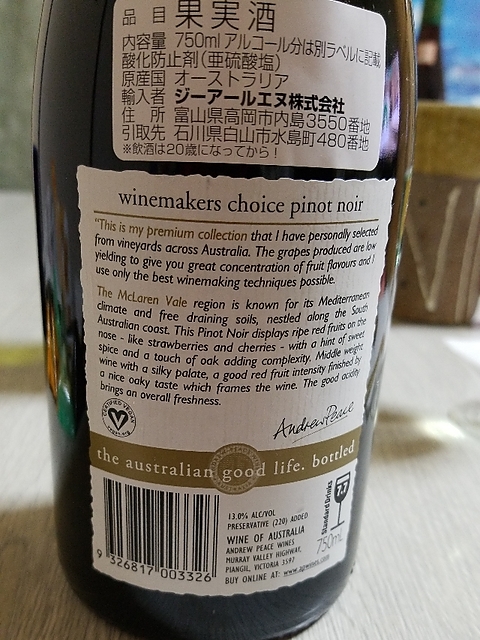 品目 果実酒
内容量 750ml アルコール分は別ラベルに記載
酸化防止剤(亜硫酸塩)
原産国 オーストラリア
輸入者 ジーアールエヌ株式会社
住 所 富山県高岡市内島3550番地
引取先 石川県白山市水島町480番地
※飲酒は20歳になってから!
winemakers choice pinot noir
"This is my premium collection that I have personally selected
from vineyards across Australia. The grapes produced are low
yielding to give you great concentration of fruit flavours and I
use only the best winemaking techniques possible.
The McLaren Vale region is known for its Mediterranean
climate and free draining soils, nestled along the South
Australian coast. This Pinot Noir displays ripe red fruits on the
nose - like strawberries and cherries - with a hint of sweet
spice and a touch of oak adding complexity. Middle weight
wine with a silky palate, a good red fruit intensity finished by
a nice oaky taste which frames the wine. The good acidity
brings an overall freshness.
CERTIFIED VEGAN
Andrew Peace
the australian good life. bottled
13.0% ALC/VOL
PRESERVATIVE (220) ADDED
WINE OF AUSTRALIA
ANDREW PEACE WINES
MURRAY VALLEY HIGHWAY,
PIANGIL, VICTORIA 3597
BUY ONLINE AT: www.apwines.com
Standard Drinks
7.7
750mL
9 326817 003326